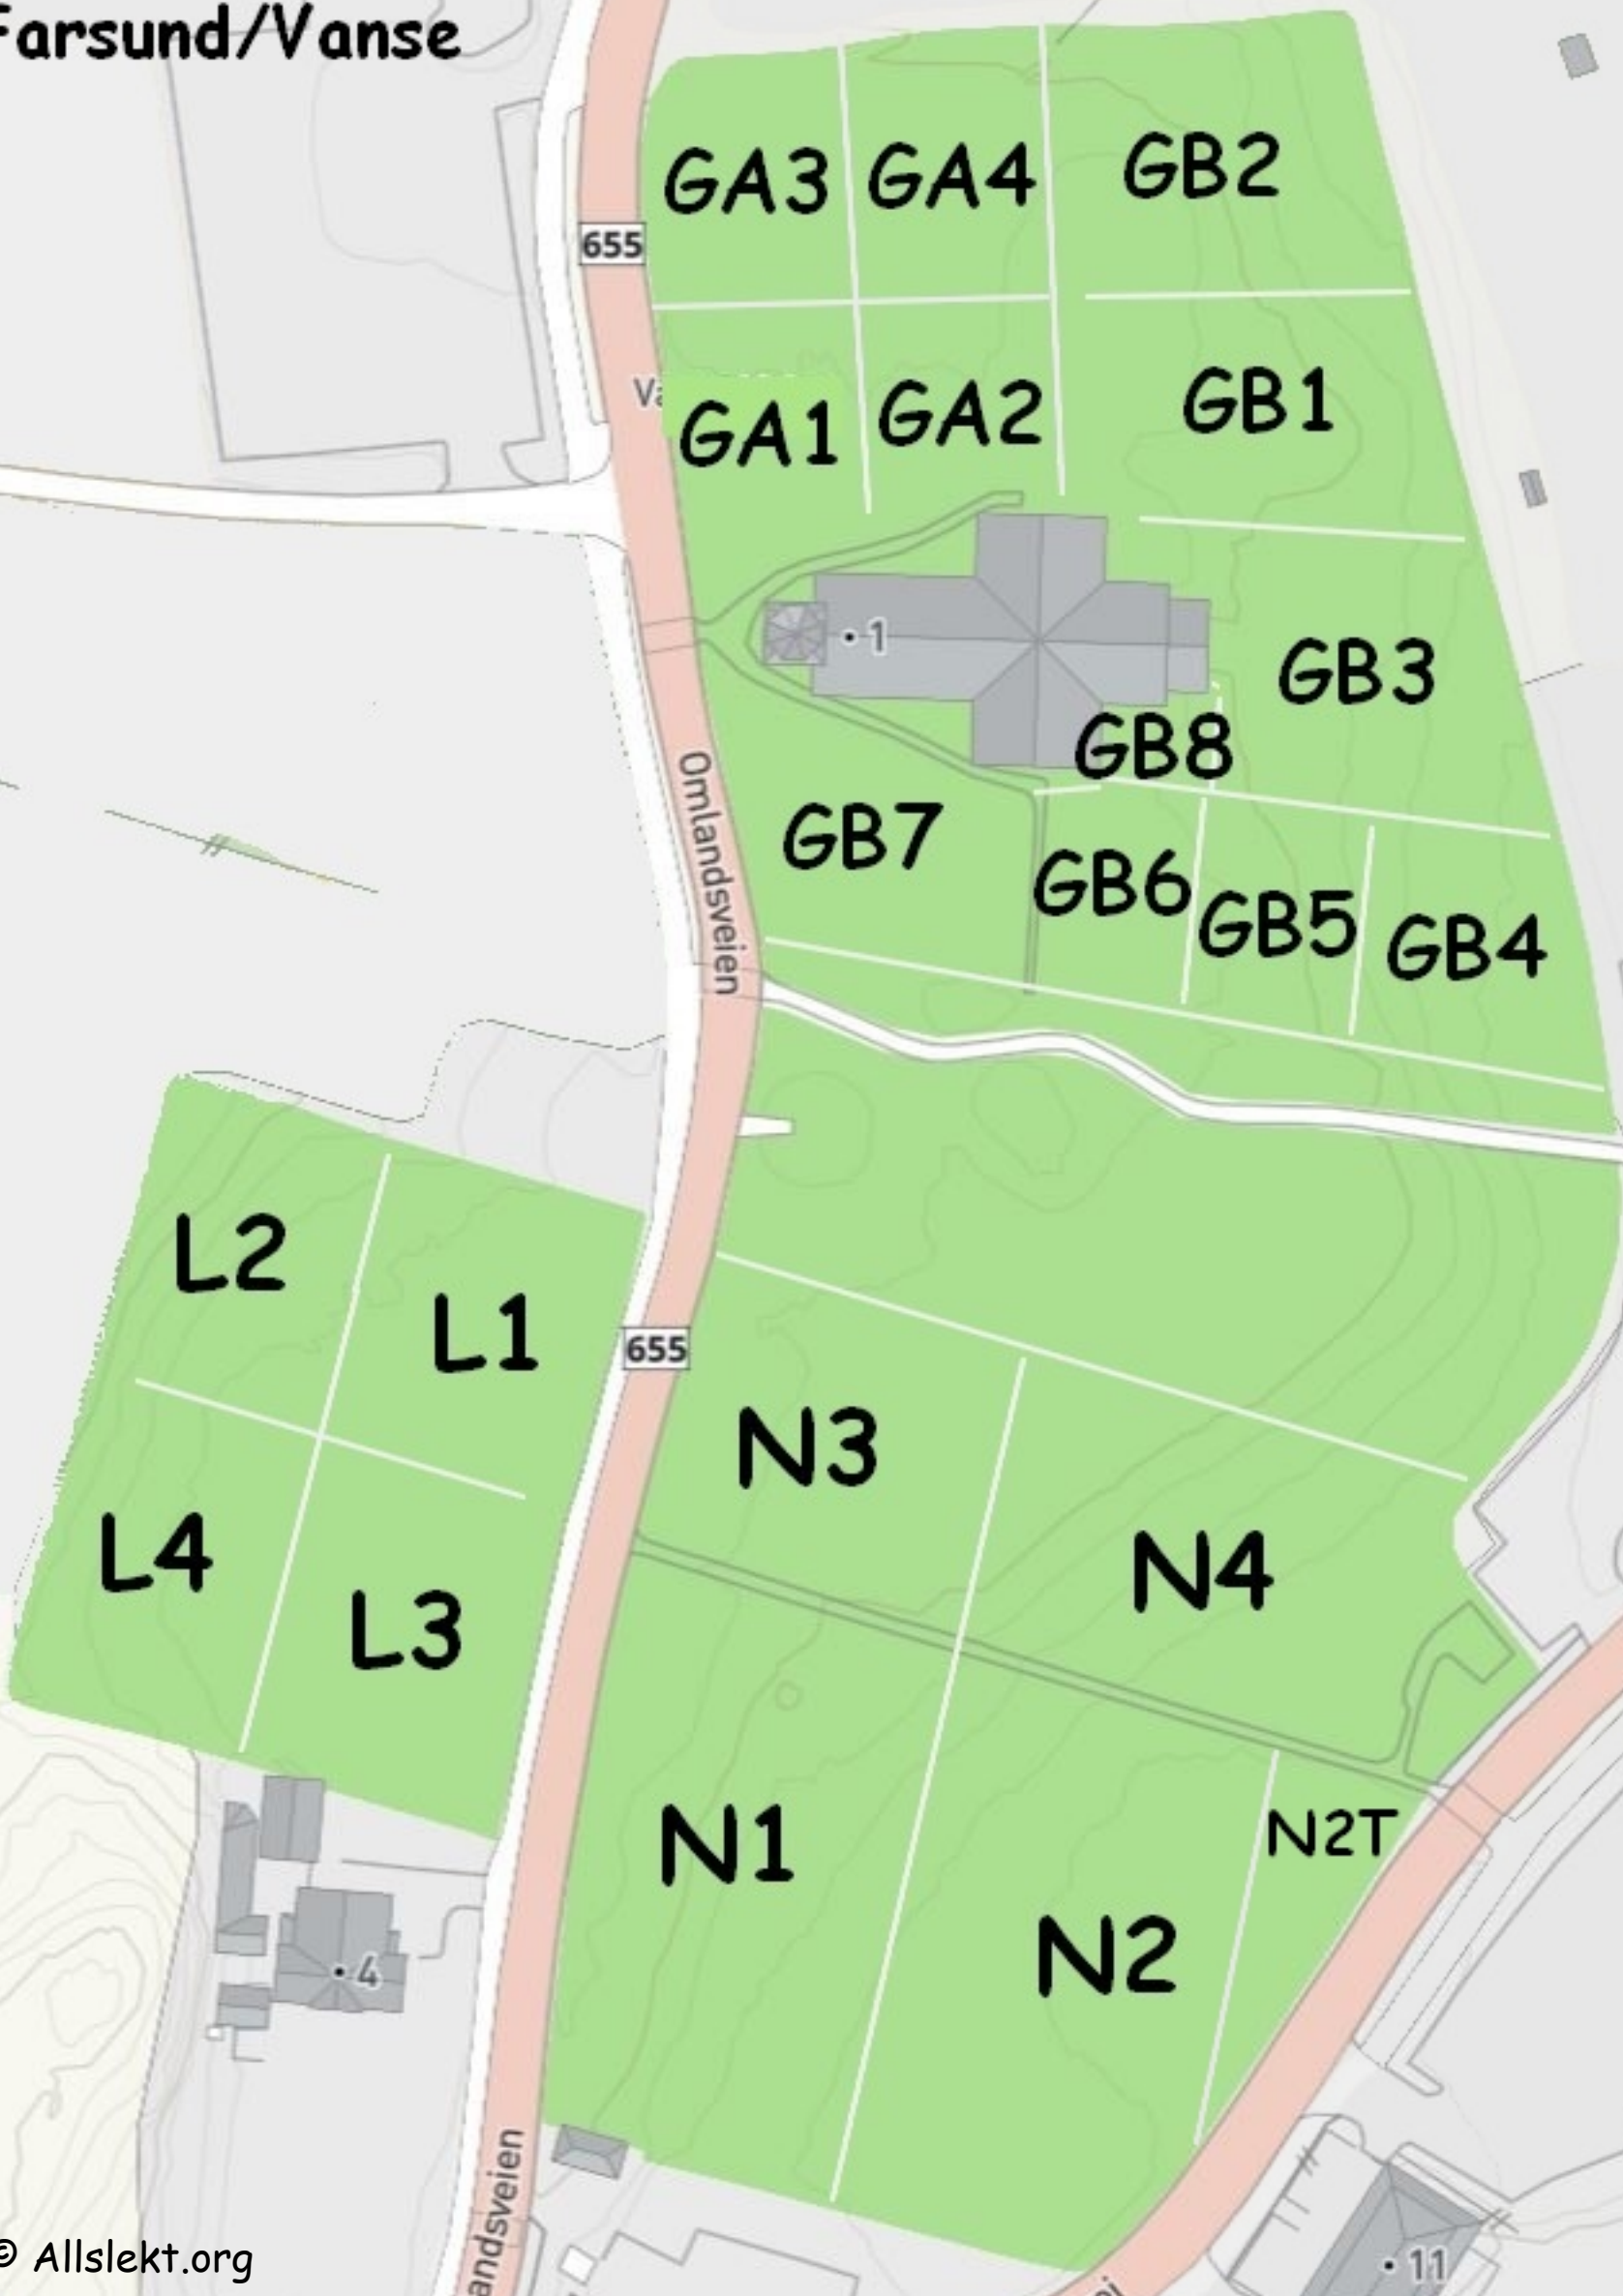 Farsund/Vanse
GA3
GA4
GB2
655
GA1
GA2
GB1
1
GB3
GB8
Omlandsveien
GB7
GB6
GB5
GB4
L2
L1
655
N3
L4
L3
N4
N1
N2T
N2
4
© Allslekt.org
11